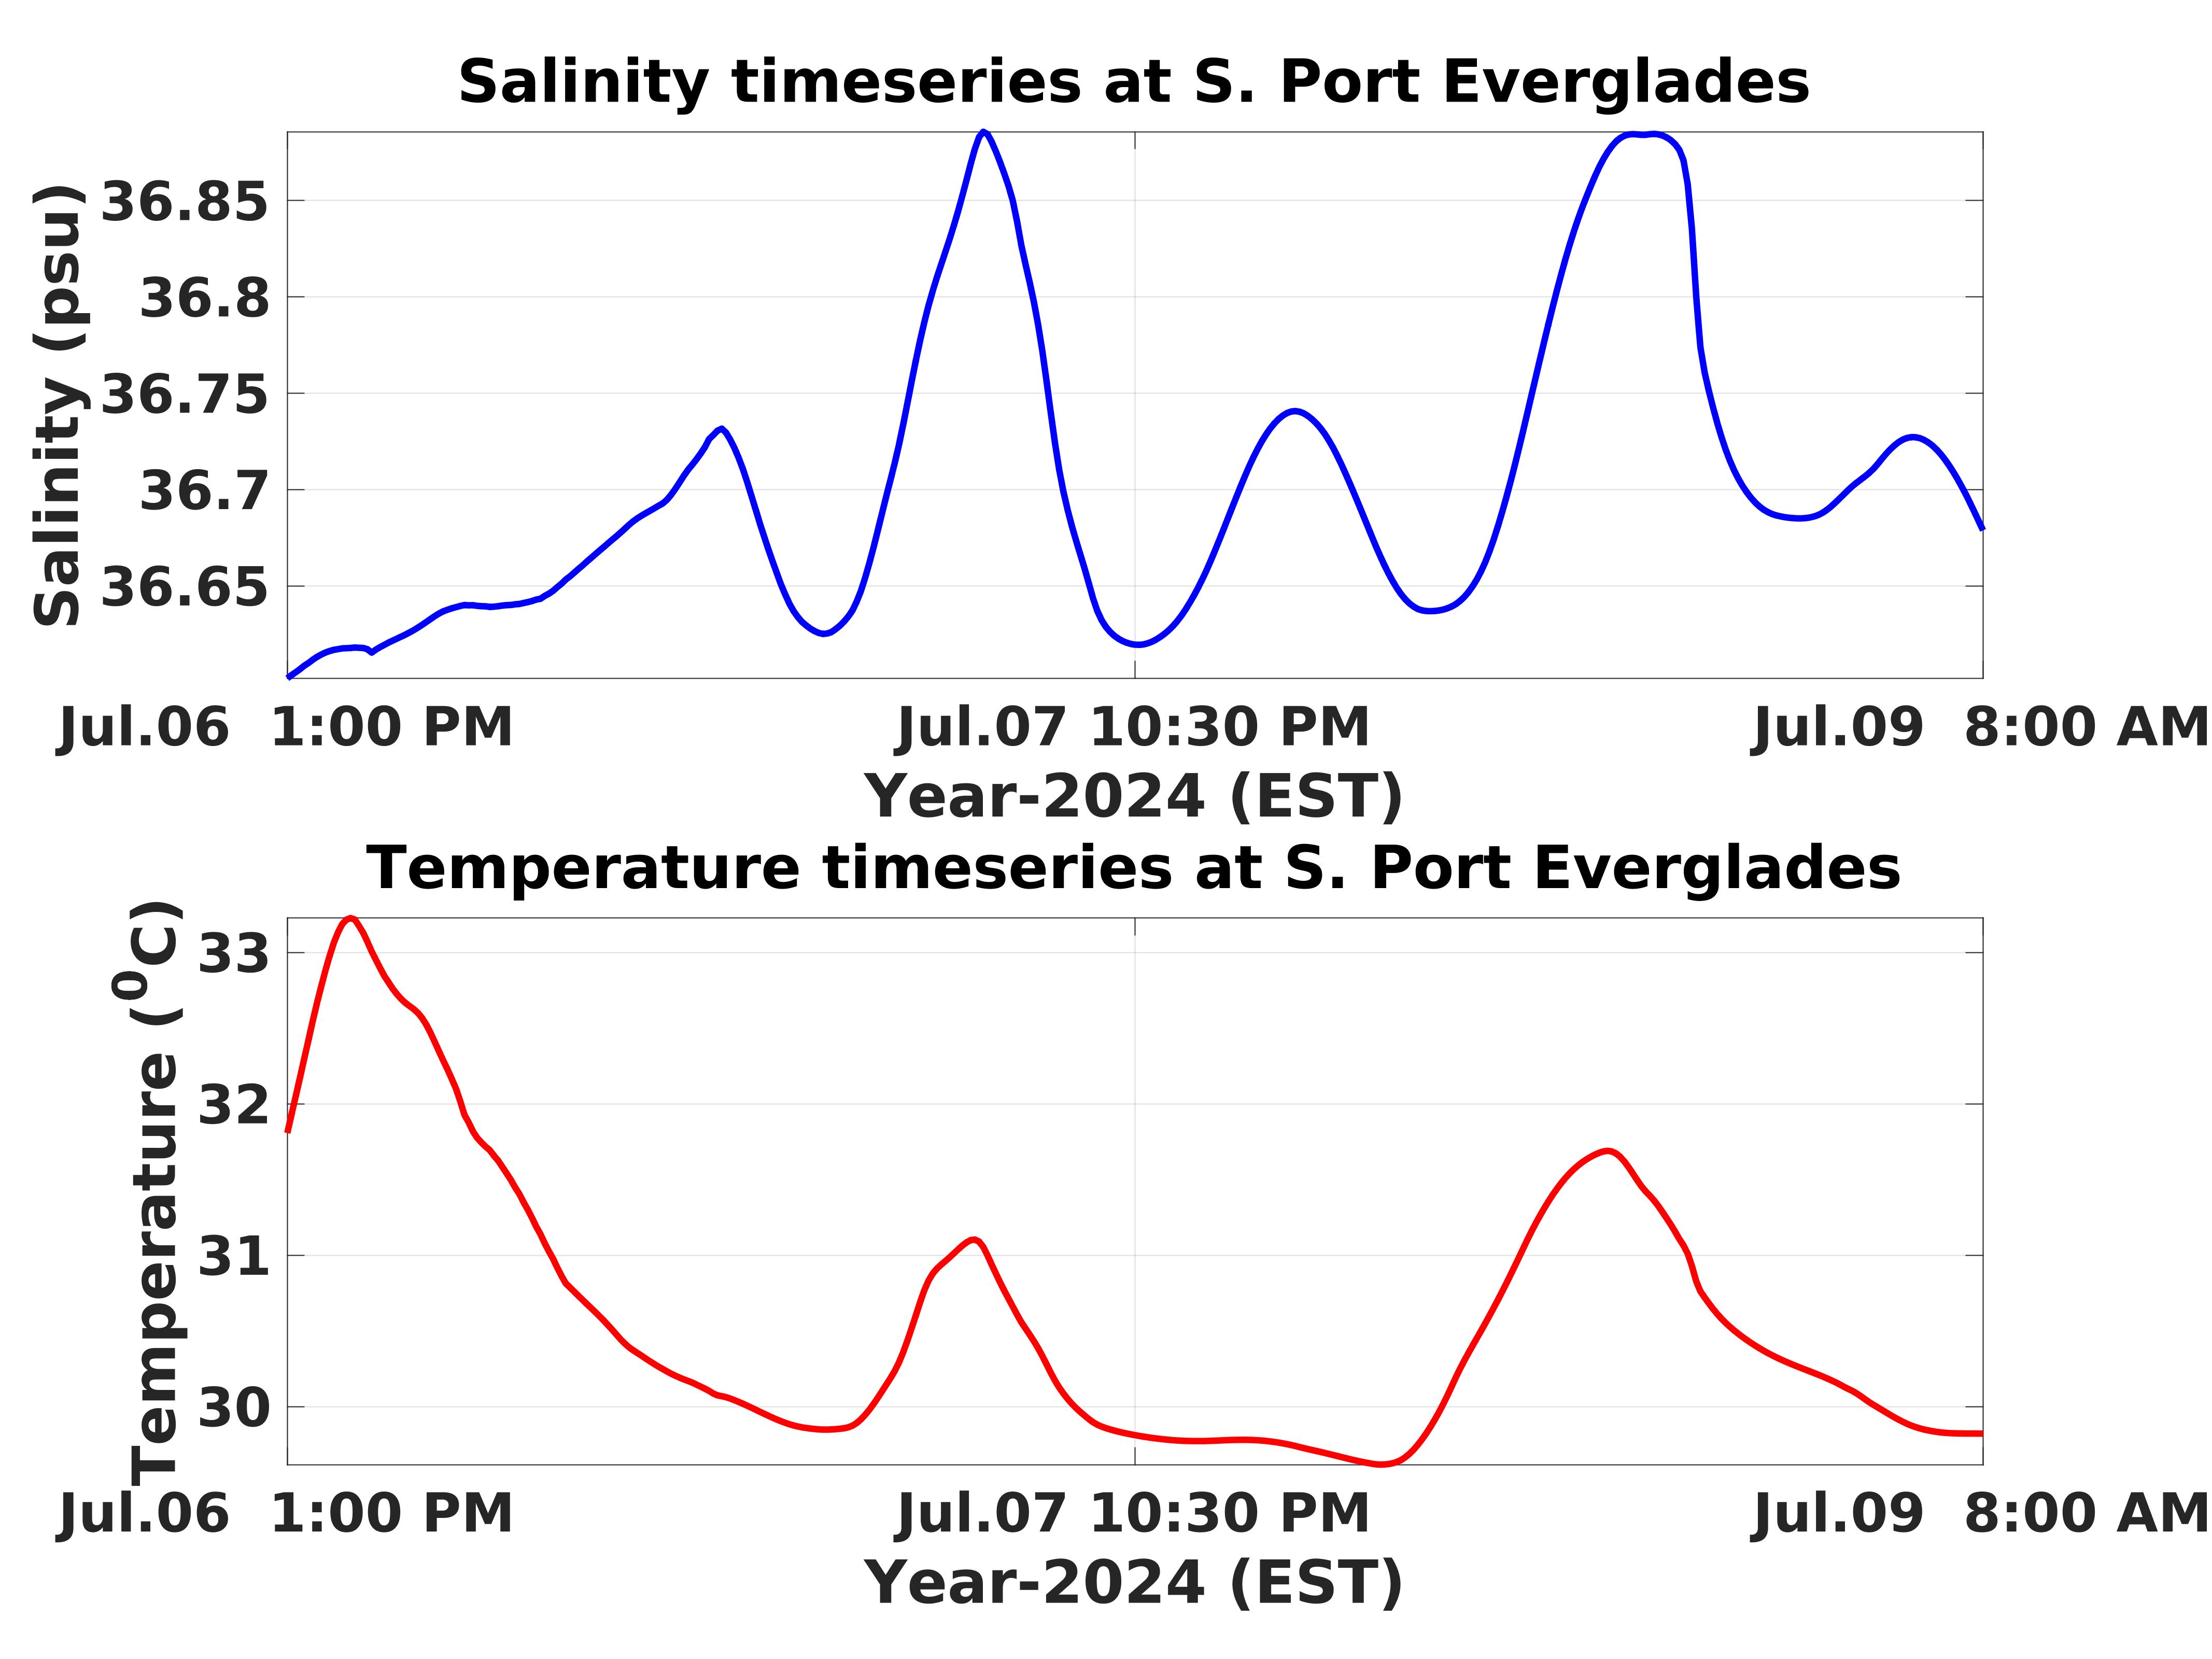 Salinity timeseries at S. Port Everglades
Salinity (psu)
36.85
36.8
36.75
36.7
36.65
Jul.06  1:00 PM Jul.07 10:30 PM Jul.09  8:00 AM
Year-2024 (EST)
Temperature timeseries at S. Port Everglades
Temperature (⁰C)
33
32
31
30
Jul.06  1:00 PM Jul.07 10:30 PM Jul.09  8:00 AM
Year-2024 (EST)